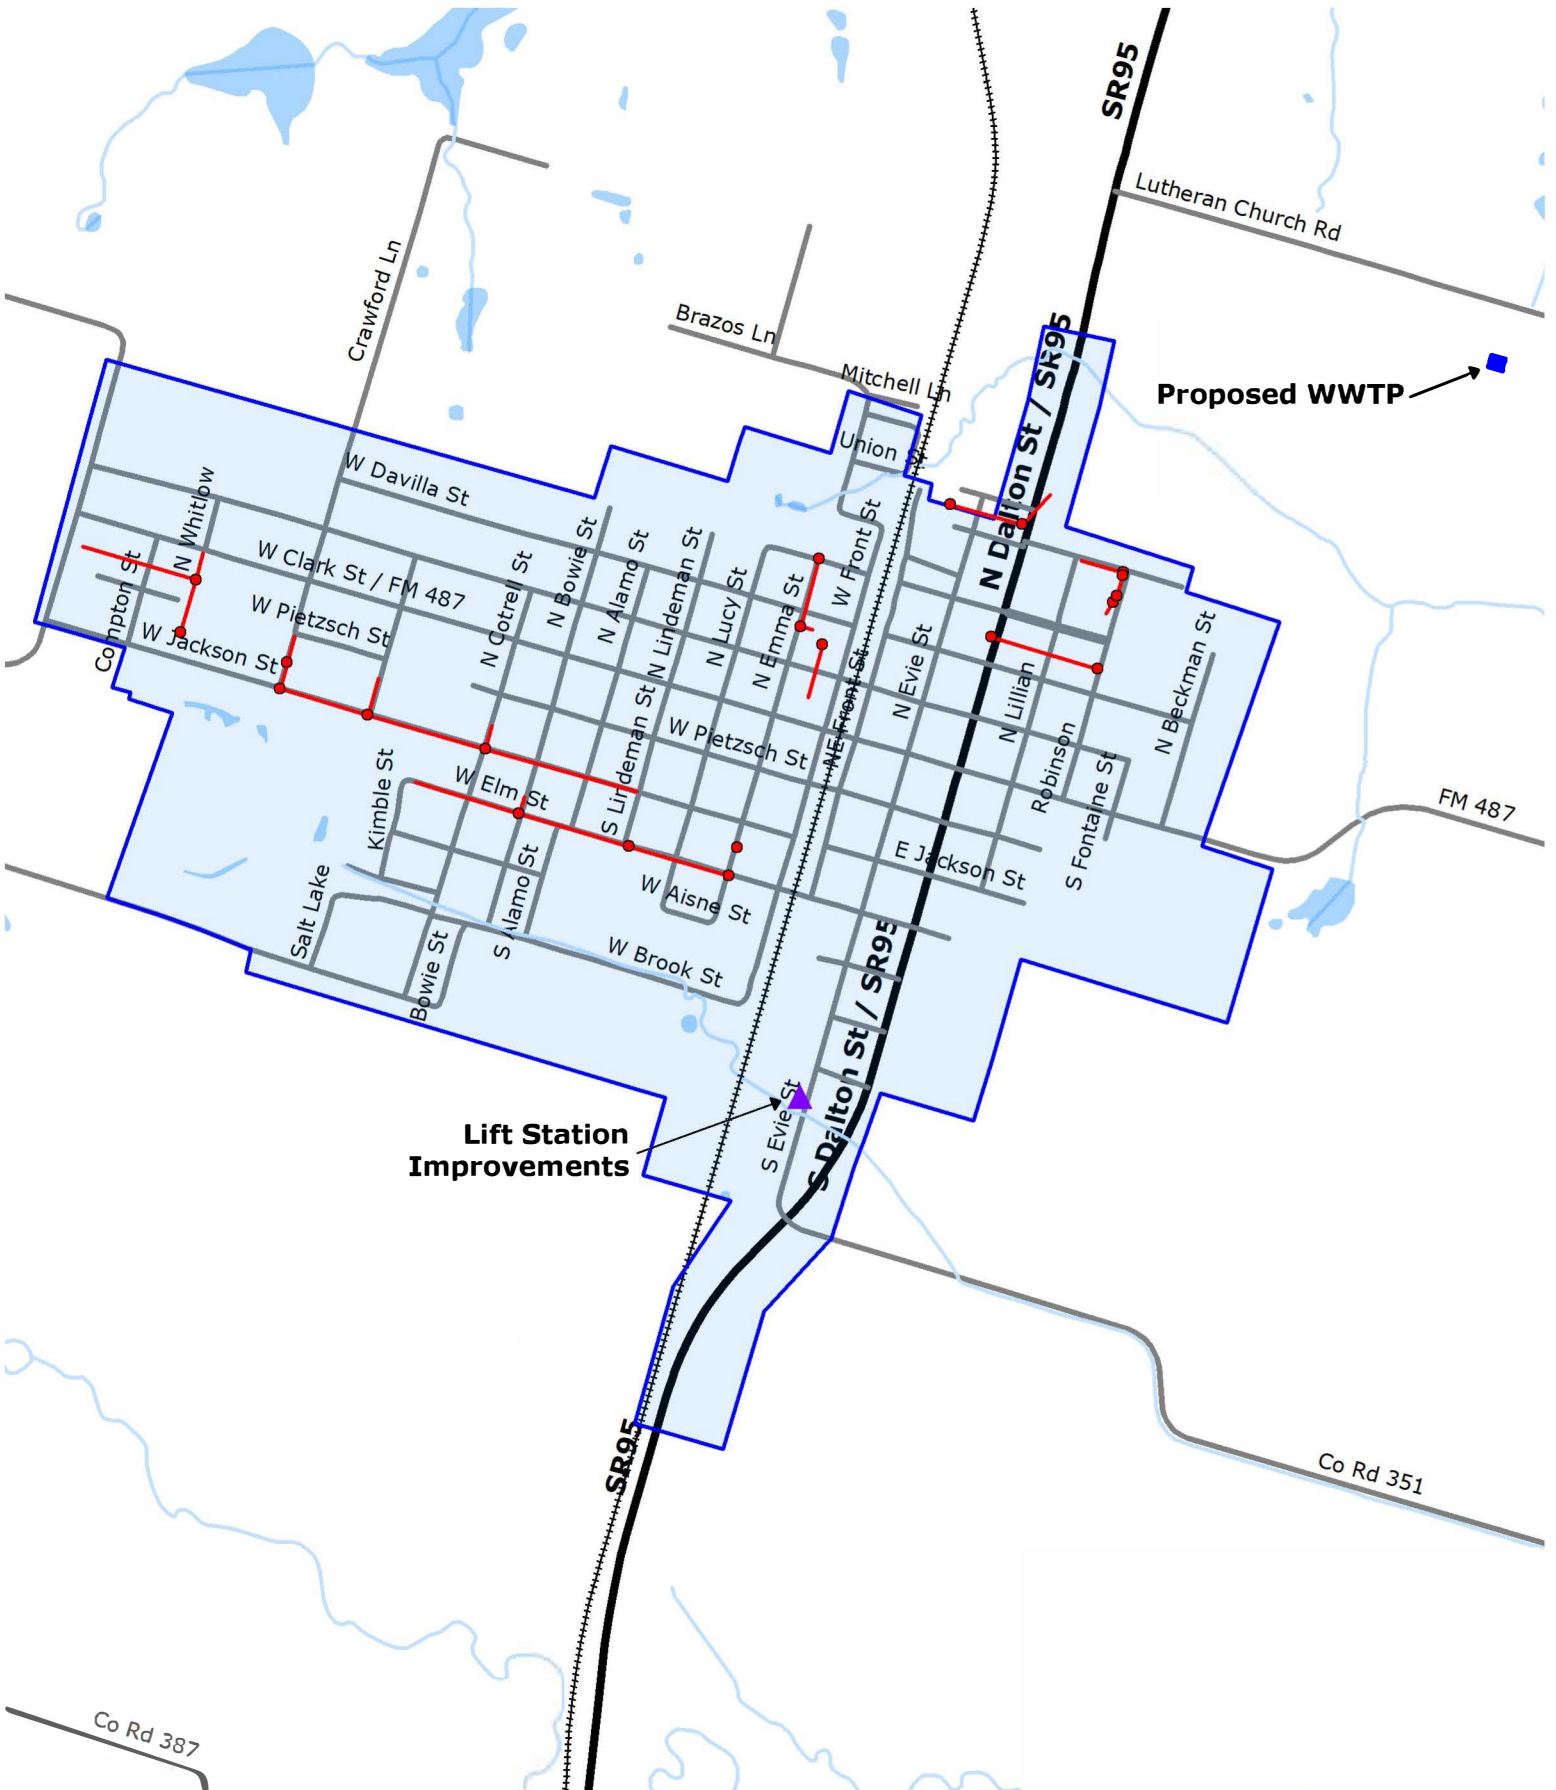 SR95
Lutheran Church Rd
Crawford Ln
Brazos Ln
Mitchell Ln
Proposed WWTP
N Dalton St / SR95
Union St
W Davilla St
N Whitlow
W Front St
N Bowie St
N Alamo St
N Lindeman St
W Clark St / FM 487
Compton St
N Cotrell St
N Lucy St
N Emma St
W Pietzsch St
W Jackson St
N Evie St
N Lillian
N Beckman St
NE Front St
W Pietzsch St
Robinson
S Fontaine St
FM 487
Kimble St
W Elm St
S Lindeman St
E Jackson St
W Aisne St
Salt Lake
S Alamo St
Bowie St
W Brook St
S Dalton St / SR95
S Evie St
Lift Station
Improvements
SR95
Co Rd 351
Co Rd 387